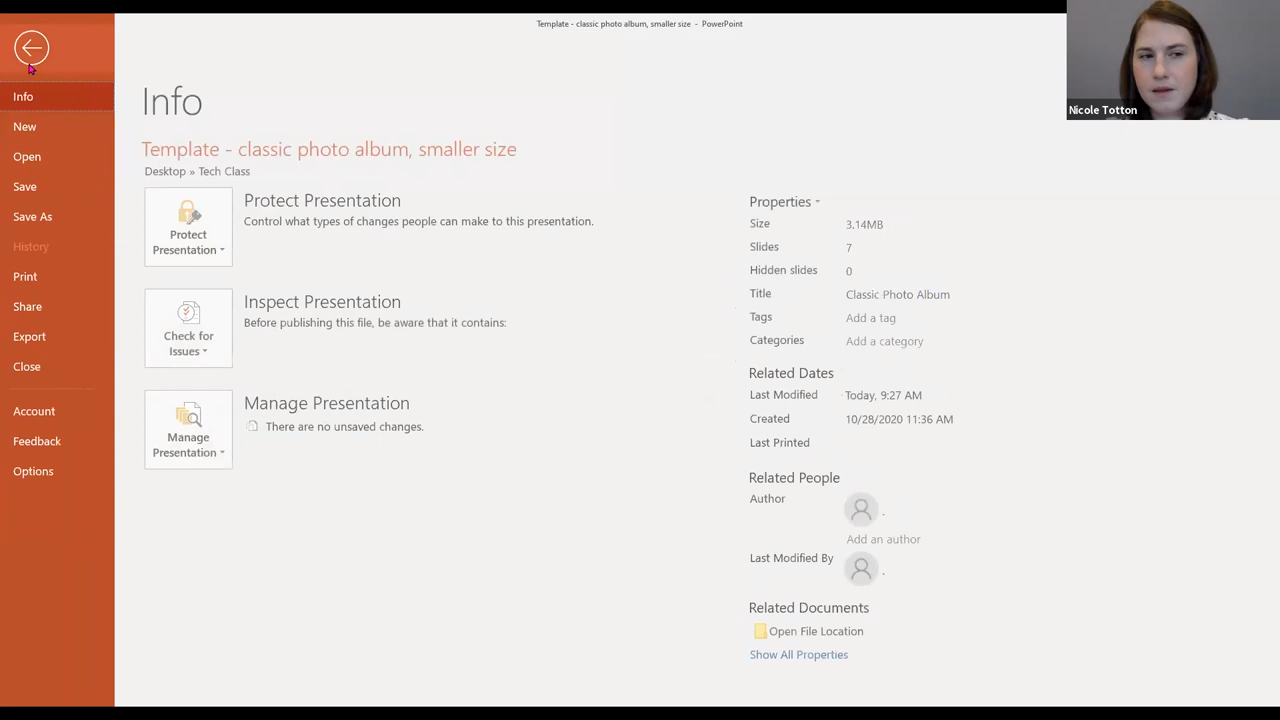 Template - classic photo album, smaller size  -  PowerPoint
Nicole Totton
Info
New
Open
Save
Save As
History
Print
Share
Export
Close
Account
Feedback
Options
Info
Template - classic photo album, smaller size
Desktop » Tech Class
Protect Presentation
Protect Presentation
Control what types of changes people can make to this presentation.
Check for Issues
Inspect Presentation
Before publishing this file, be aware that it contains:
Manage Presentation
Manage Presentation
There are no unsaved changes.
Properties
Size 3.14MB
Slides 7
Hidden slides 0
Title Classic Photo Album
Tags Add a tag
Categories Add a category
Related Dates
Last Modified Today, 9:27 AM
Created 10/28/2020 11:36 AM
Last Printed
Related People
Author .
Add an author
Last Modified By .
Related Documents
Open File Location
Show All Properties